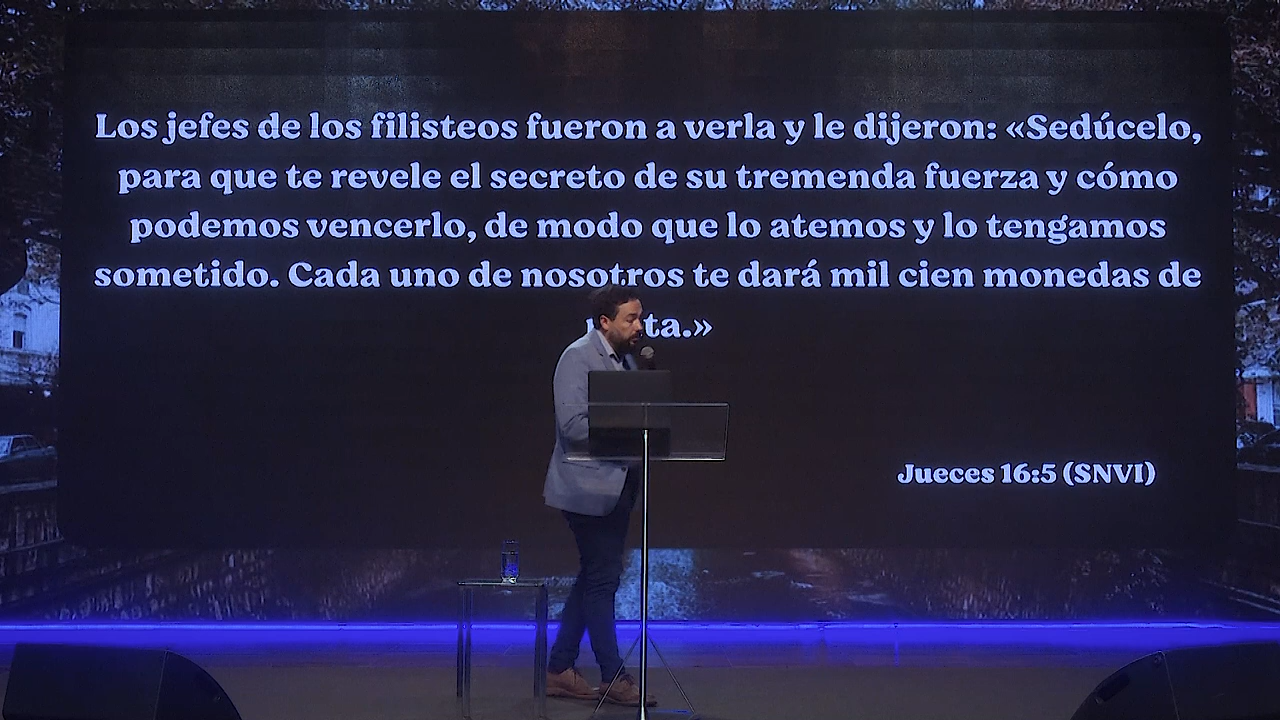 Los jefes de los filisteos fueron a verla y le dijeron: «Sedúcelo,
para que te revele el secreto de su tremenda fuerza y cómo
podemos vencerlo, de modo que lo atemos y lo tengamos
sometido. Cada uno de nosotros te dará mil cien monedas de
Jueces 16:5 (SNVI)